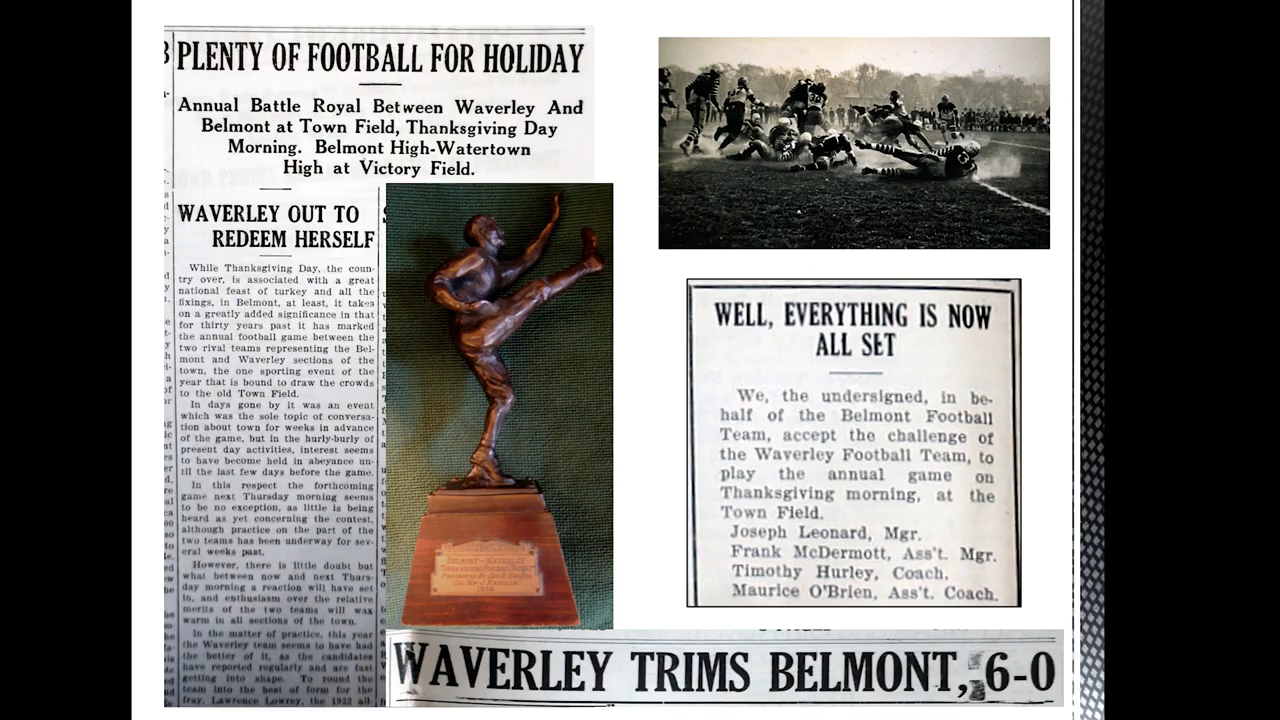 PLENTY OF FOOTBALL FOR HOLIDAY
Annual Battle Royal Between Waverley And
Belmont at Town Field, Thanksgiving Day
Morning. Belmont High-Watertown
High at Victory Field.
WAVERLEY OUT TO
REDEEM HERSELF
While Thanksgiving Day, the coun-
try over, is associated with a great
national feast of turkey and all the
fixings, in Belmont, at least, it takes
on a greatly added significance in that
for thirty years past it has marked
the annual football game between the
two rival teams representing the Bel-
mont and Waverley sections of the
town, the one sporting event of the
year that is bound to draw the crowds
to the old Town Field.
In days gone by it was an event
which was the sole topic of conversa-
tion about town for weeks in advance
of the game, but in the hurly-burly of
present day activities, interest seems
to have become held in abeyance un-
til the last few days before the game.
In this respect the forthcoming
game next Thursday morning seems
to be no exception, as little is being
heard as yet concerning the contest,
although practice on the part of the
two teams has been underway for sev-
eral weeks past.
However, there is little doubt but
what between now and next Thurs-
day morning a reaction will have set
in, and enthusiasm over the relative
merits of the two teams will wax
warm in all sections of the town.
In the matter of practice, this year
the Waverley team seems to have had
the better of it, as the candidates
have reported regularly and are fast
getting into shape. To round the
team into the best of form for the
fray, Lawrence Lowrey, the 1922 all-
BELMONT-WAVERLEY
WELL, EVERYTHING IS NOW
ALL SET
We, the undersigned, in be-
half of the Belmont Football
Team, accept the challenge of
the Waverley Football Team, to
play the annual game on
Thanksgiving morning, at the
Town Field.
Joseph Leonard, Mgr.
Frank McDermott, Ass't. Mgr.
Timothy Hurley, Coach.
Maurice O'Brien, Ass't. Coach.
WAVERLEY TRIMS BELMONT, 6-0